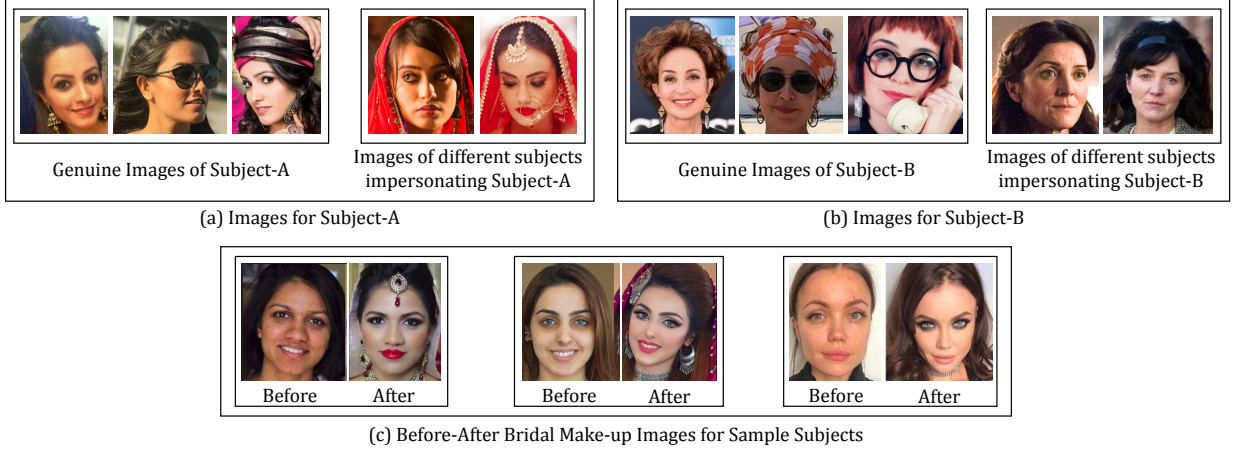 Genuine Images of Subject-A
Images of different subjects
impersonating Subject-A
(a) Images for Subject-A
Genuine Images of Subject-B
Images of different subjects
impersonating Subject-B
(b) Images for Subject-B
Before After
Before After
Before After
(c) Before-After Bridal Make-up Images for Sample Subjects